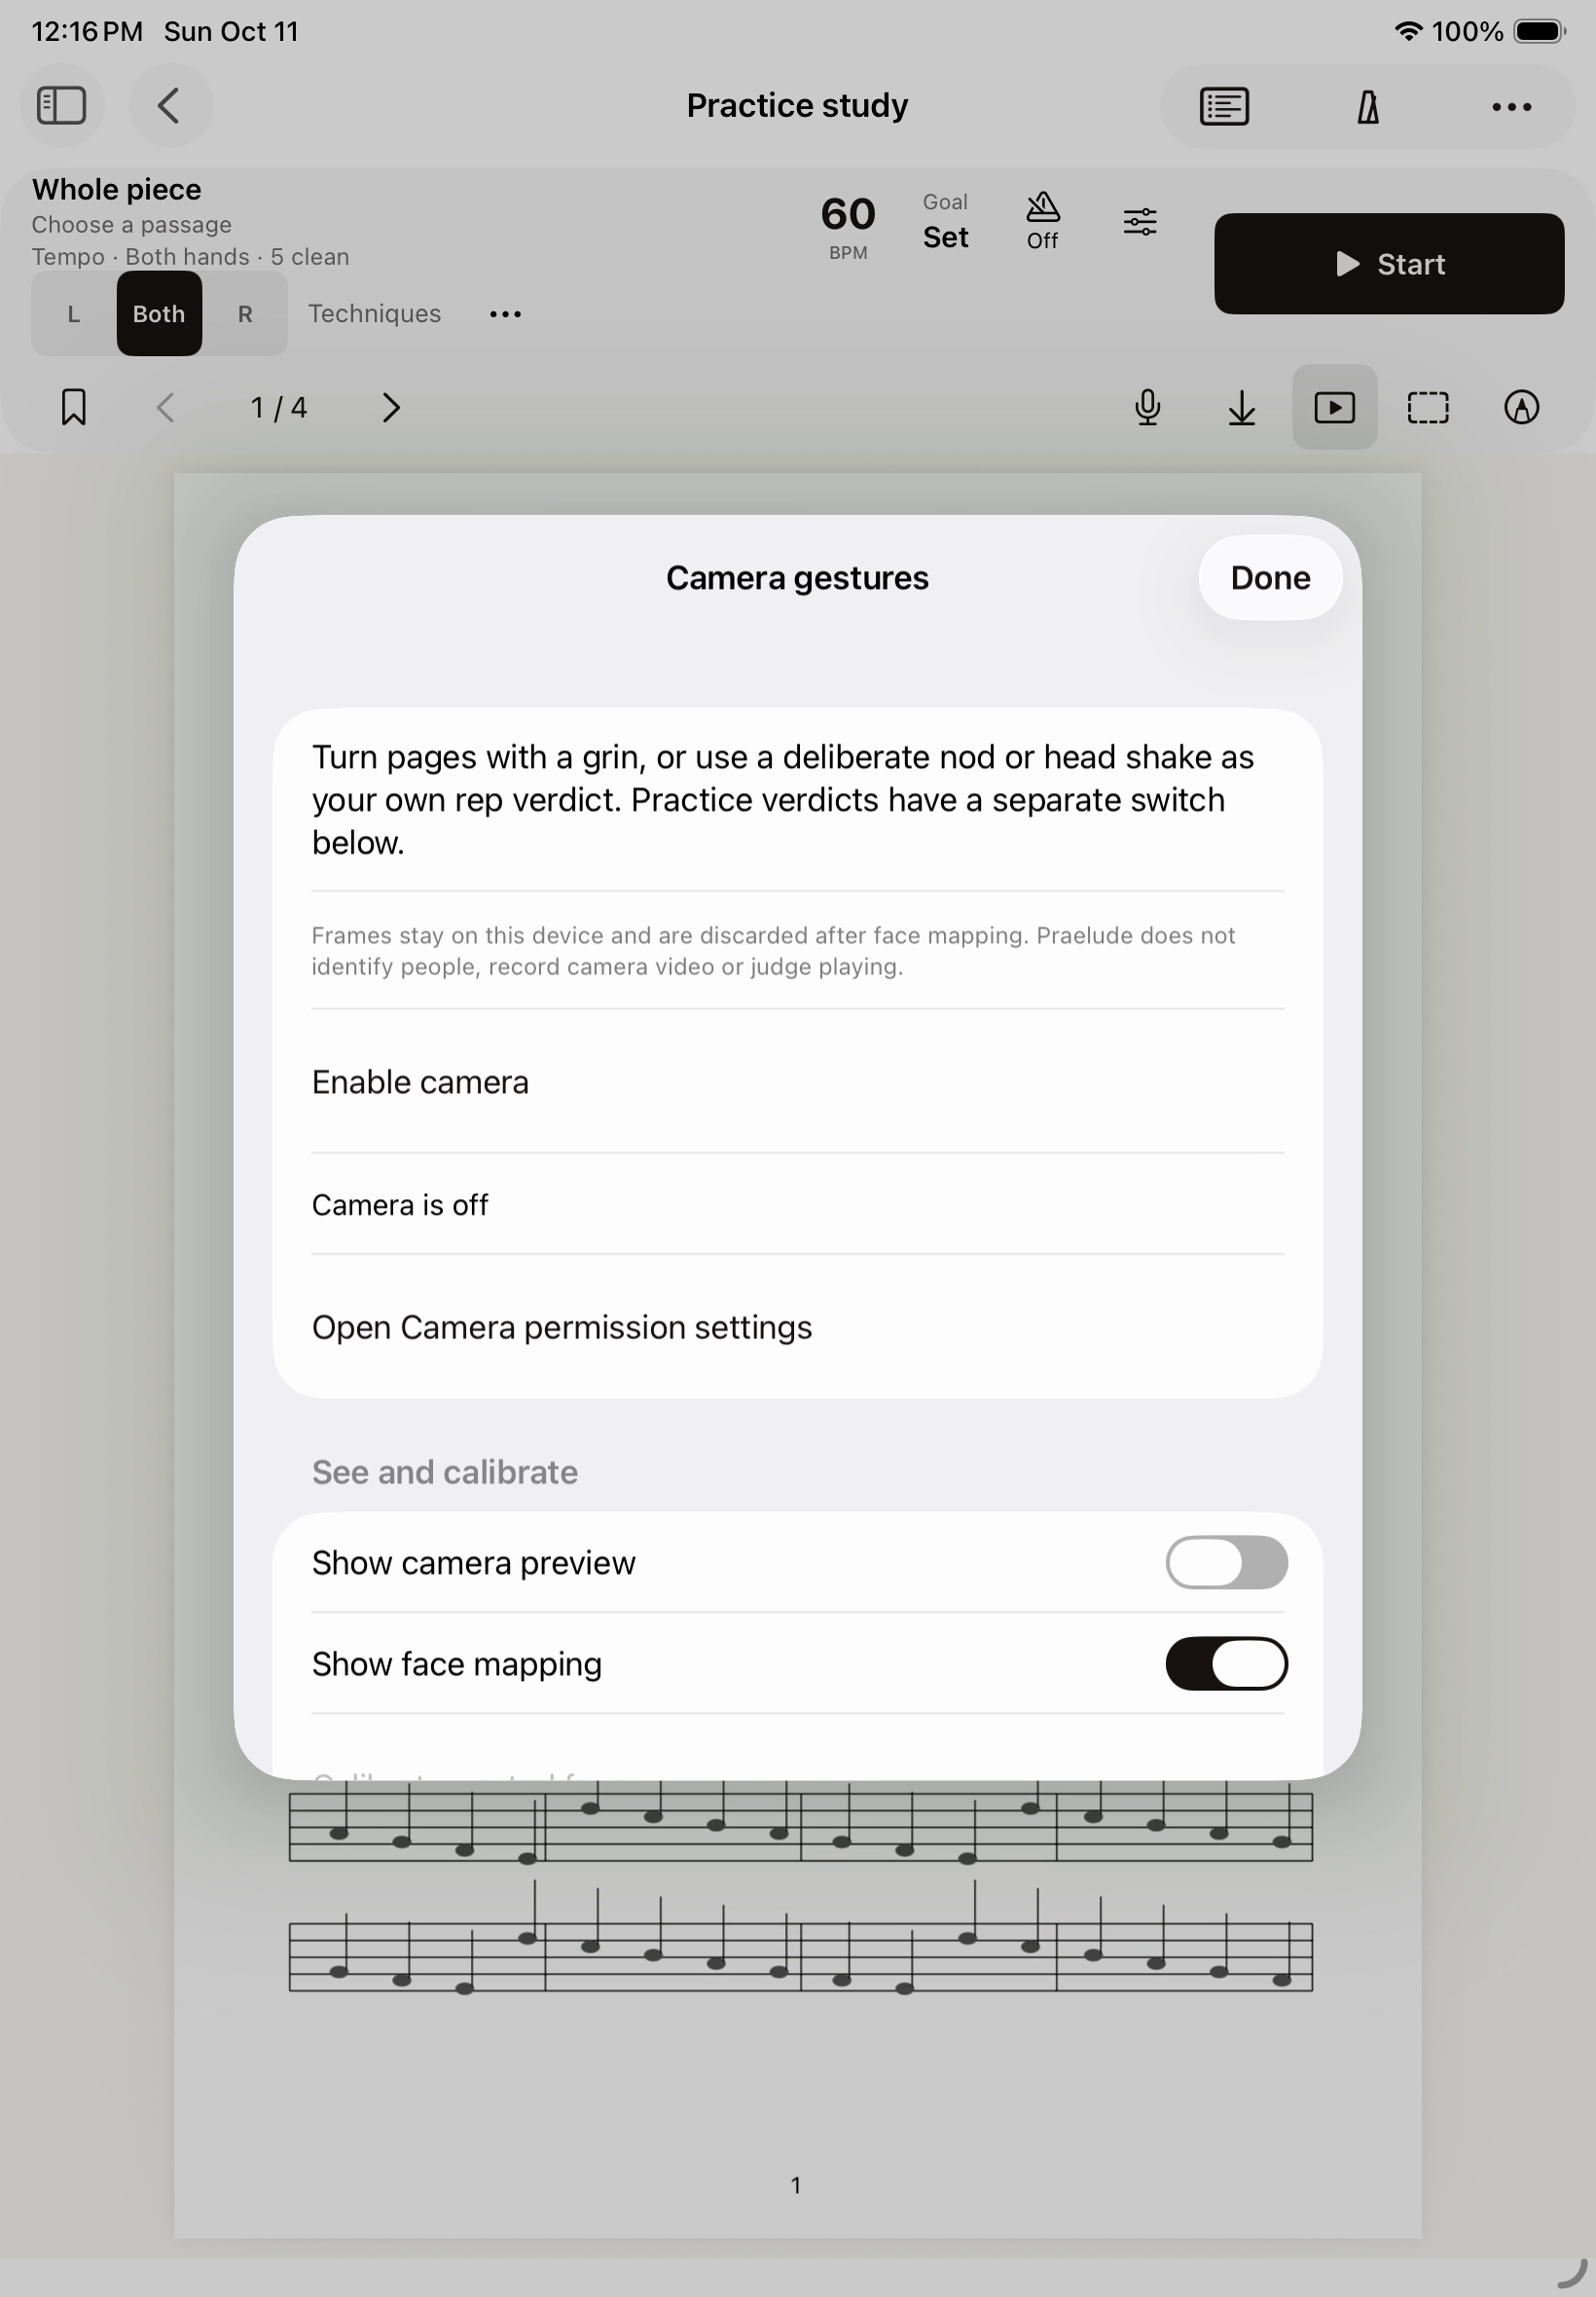 12:16 PM Sun Oct 11
100%
Practice study
Whole piece
Choose a passage
Tempo · Both hands · 5 clean
60
BPM
Goal
Set
Off
Start
L Both R Techniques
1 / 4
Camera gestures
Done
Turn pages with a grin, or use a deliberate nod or head shake as
your own rep verdict. Practice verdicts have a separate switch
below.
Frames stay on this device and are discarded after face mapping. Praelude does not
identify people, record camera video or judge playing.
Enable camera
Camera is off
Open Camera permission settings
See and calibrate
Show camera preview
Show face mapping
1